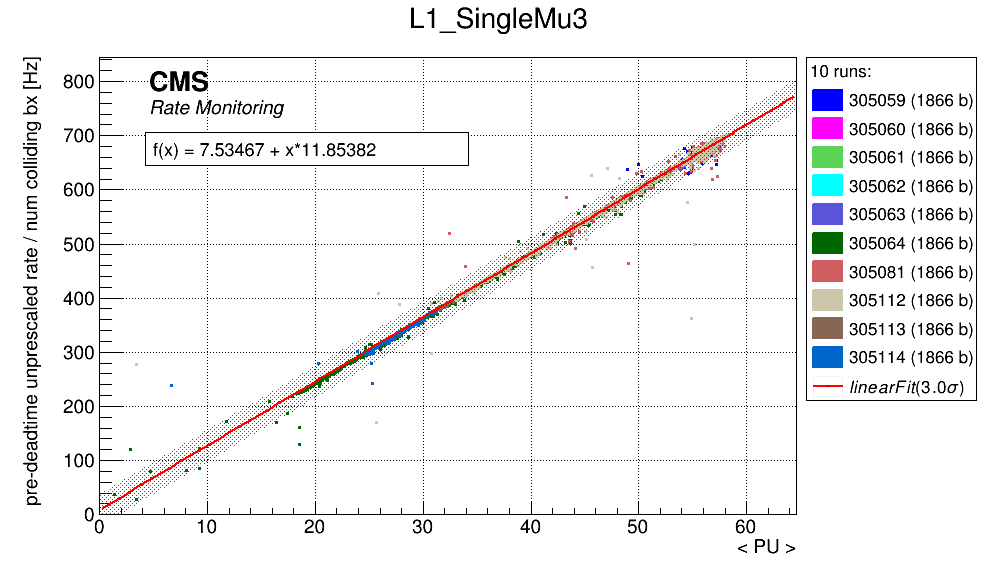 L1_SingleMu3
pre-deadtime unprescaled rate / num colliding bx [Hz]
800
700
600
500
400
300
200
100
0
CMS
Rate Monitoring
f(x) = 7.53467 + x*11.85382
0 10 20 30 40 50 60
< PU >
10 runs:
305059 (1866 b)
305060 (1866 b)
305061 (1866 b)
305062 (1866 b)
305063 (1866 b)
305064 (1866 b)
305081 (1866 b)
305112 (1866 b)
305113 (1866 b)
305114 (1866 b)
linearFit(3.0σ)